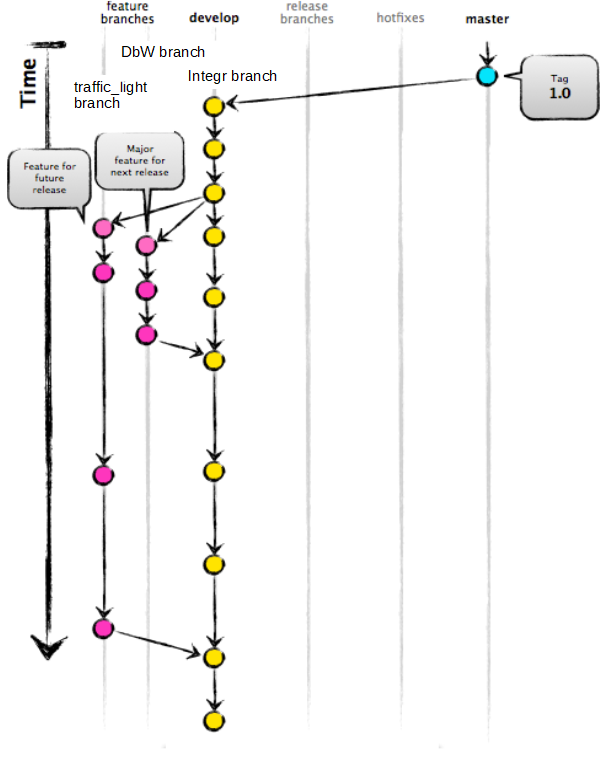 feature
branches
develop
release
branches
hotfixes
master
DbW branch
Integr branch
traffic_light
branch
Time
Tag
1.0
Feature for
future
release
Major
feature for
next release